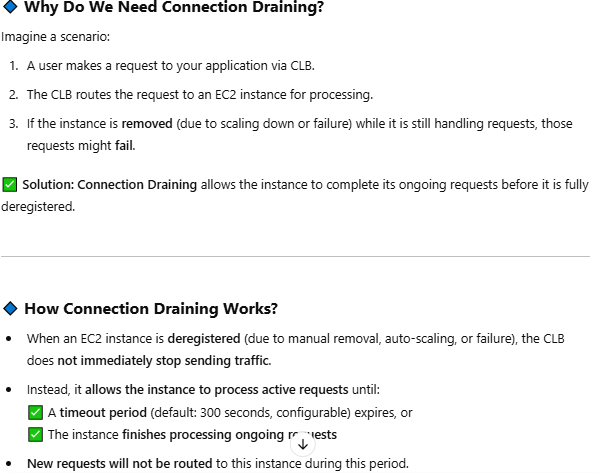 Why Do We Need Connection Draining?
Imagine a scenario:
1. A user makes a request to your application via CLB.
2. The CLB routes the request to an EC2 instance for processing.
3. If the instance is removed (due to scaling down or failure) while it is still handling requests, those
requests might fail.
Solution: Connection Draining allows the instance to complete its ongoing requests before it is fully
deregistered.
How Connection Draining Works?
• When an EC2 instance is deregistered (due to manual removal, auto-scaling, or failure), the CLB
does not immediately stop sending traffic.
• Instead, it allows the instance to process active requests until:
A timeout period (default: 300 seconds, configurable) expires, or
The instance finishes processing ongoing requests
• New requests will not be routed to this instance during this period.